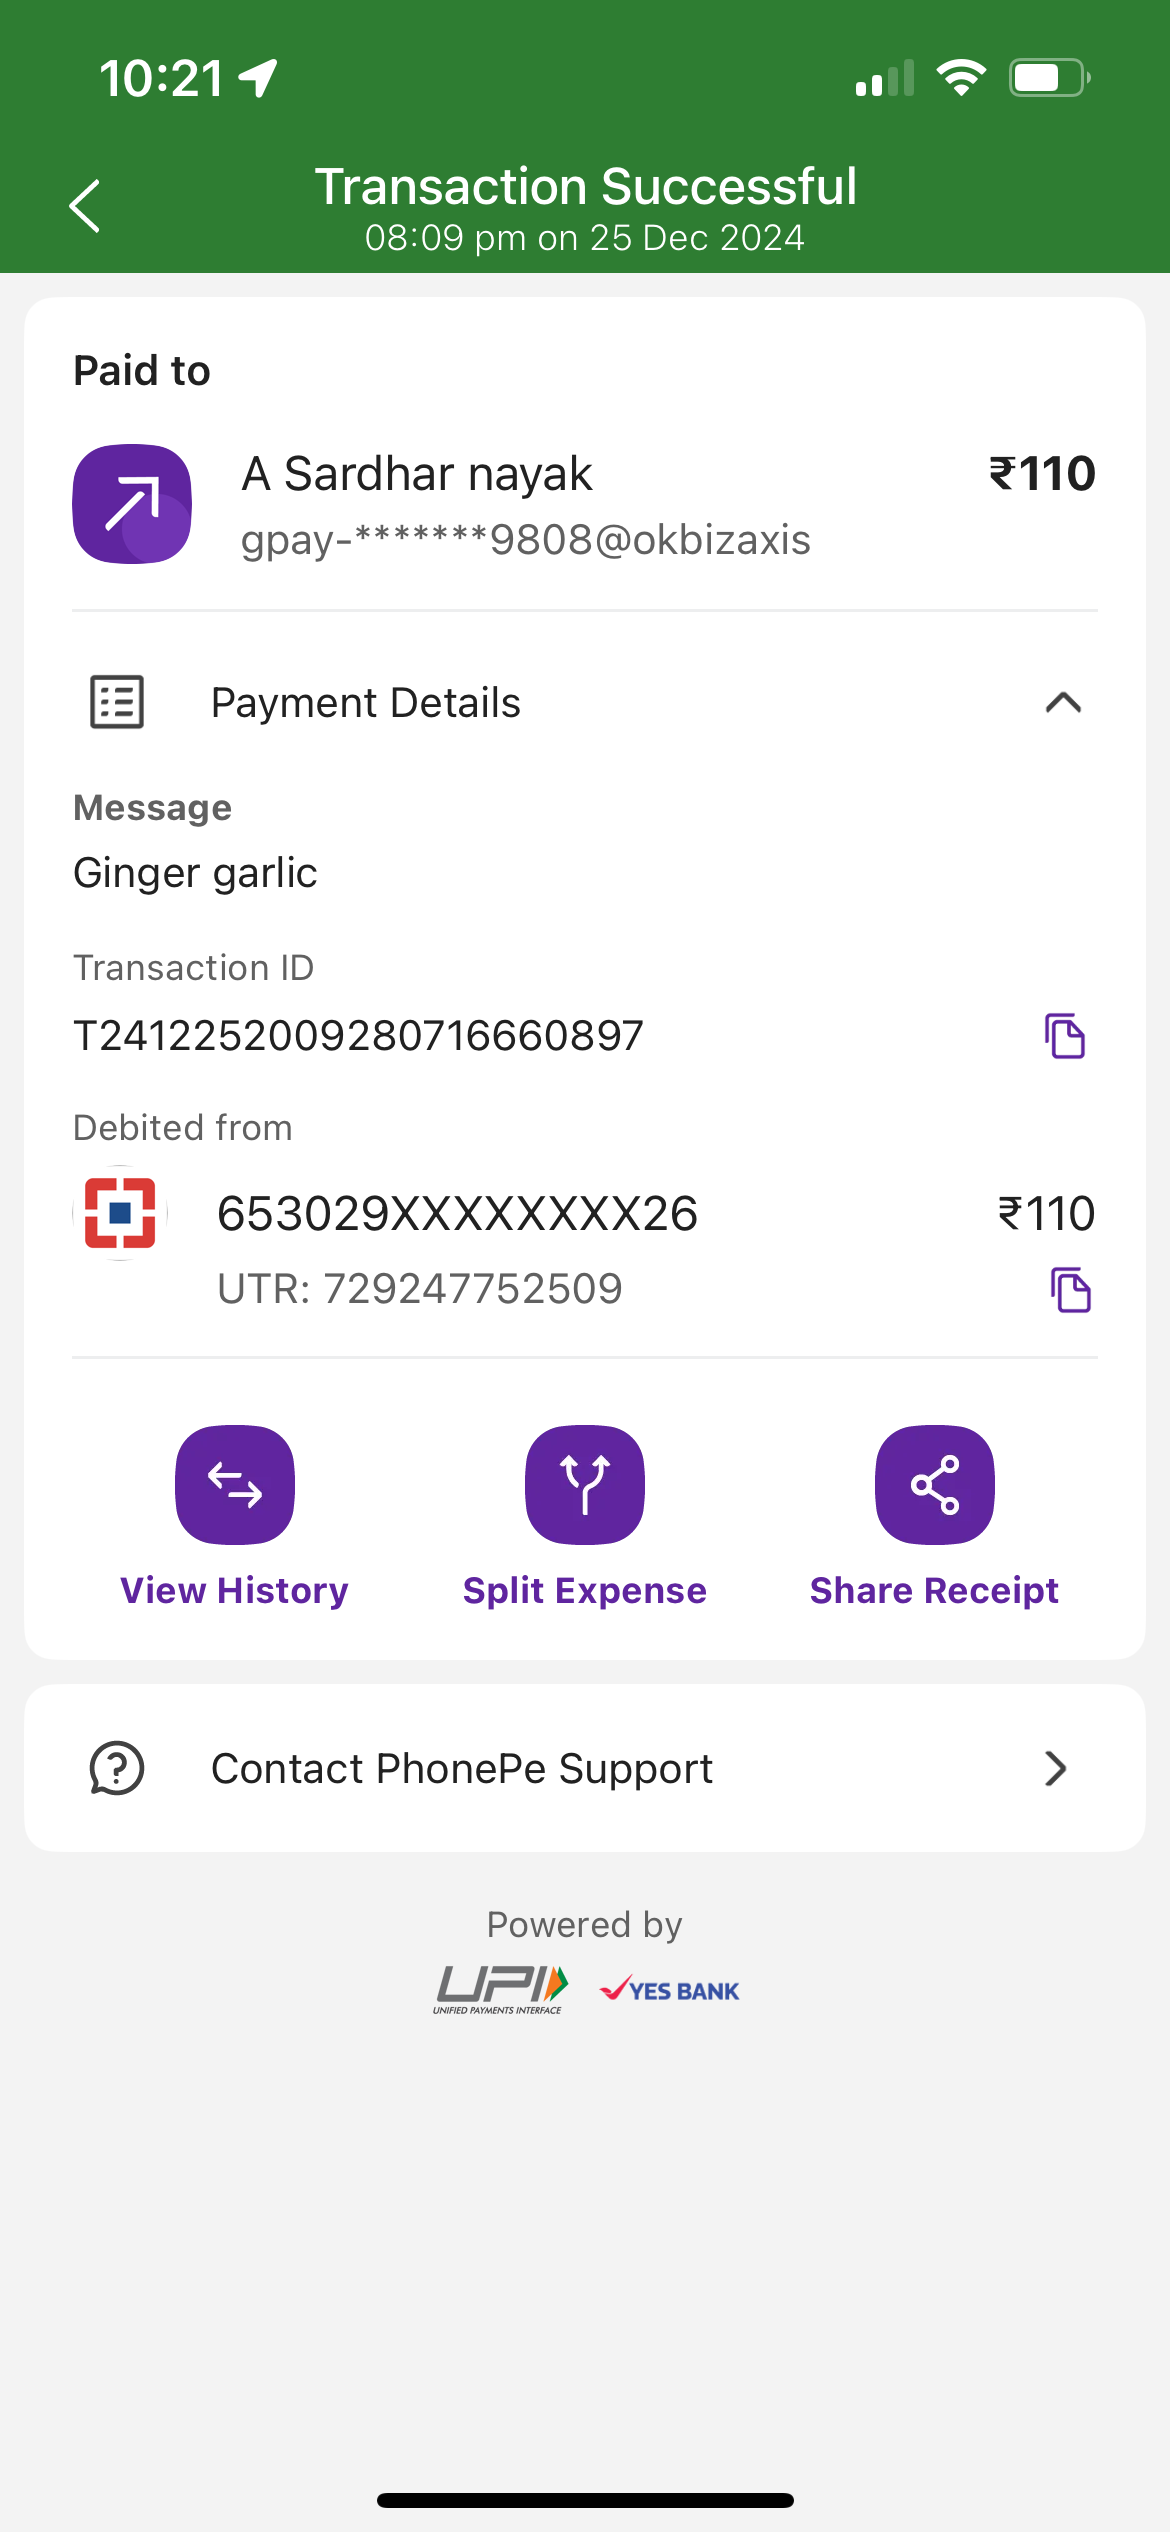 10:21
Transaction Successful
08:09 pm on 25 Dec 2024
Paid to
A Sardhar nayak ₹110
gpay-*******9808@okbizaxis
Payment Details
Message
Ginger garlic
Transaction ID
T2412252009280716660897
Debited from
653029XXXXXXXX26 ₹110
UTR: 729247752509
View History Split Expense Share Receipt
Contact PhonePe Support
Powered by
UPI YES BANK
UNIFIED PAYMENTS INTERFACE